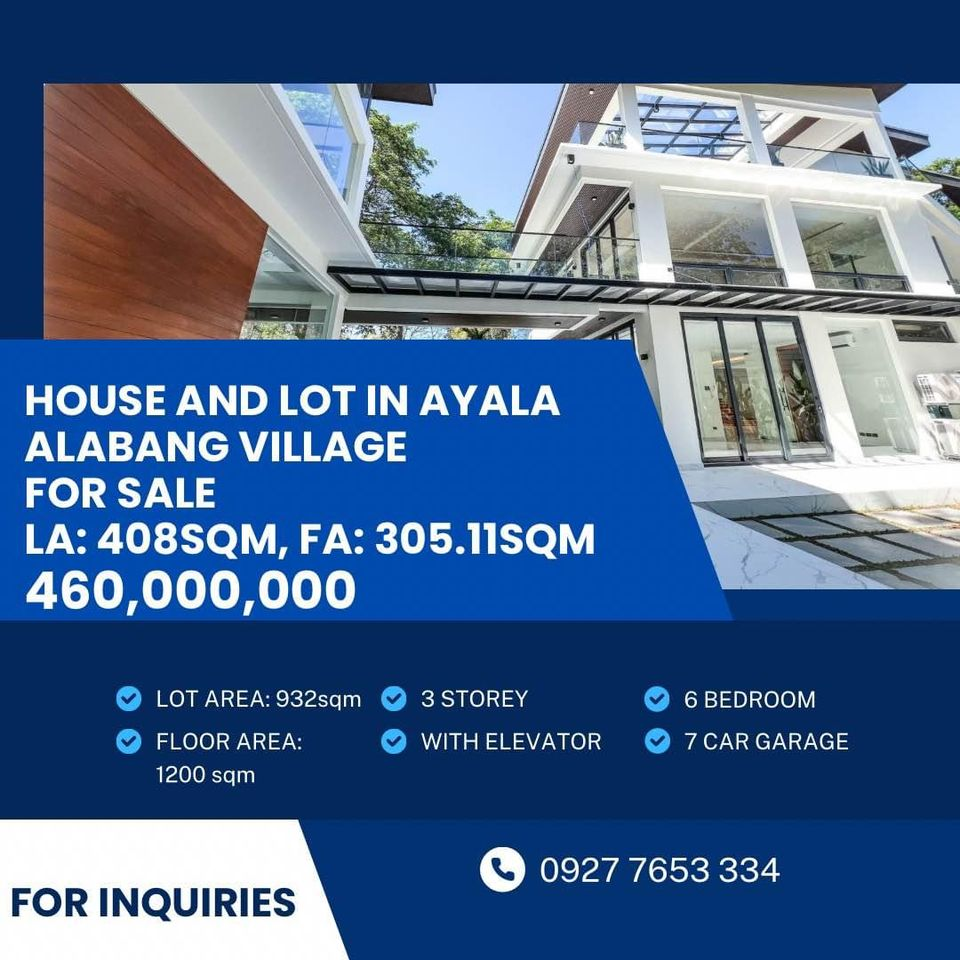 HOUSE AND LOT IN AYALA
ALABANG VILLAGE
FOR SALE
LA: 408SQM, FA: 305.11SQM
460,000,000
LOT AREA: 932sqm
FLOOR AREA:
1200 sqm
3 STOREY
WITH ELEVATOR
6 BEDROOM
7 CAR GARAGE
FOR INQUIRIES
0927 7653 334